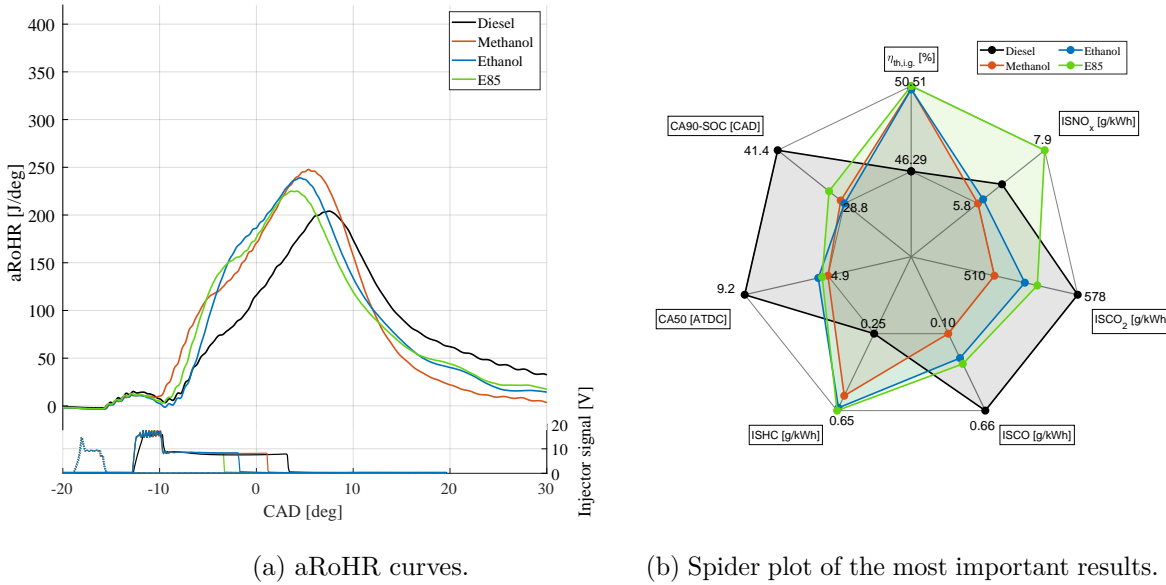 400
350
300
250
200
150
100
50
0
aRoHR [J/deg]
Diesel
Methanol
Ethanol
E85
20
10
0
Injector signal [V]
-20
-10
0
10
20
30
CAD [deg]
(a) aRoHR curves.
Diesel
Ethanol
Methanol
E85
η_th,i.g. [%]
50.51
46.29
ISNO_x [g/kWh]
7.9
5.8
CA90-SOC [CAD]
41.4
28.8
CA50 [ATDC]
9.2
4.9
510
578
ISCO_2 [g/kWh
0.25
0.10
ISHC [g/kWh]
0.65
0.66
ISCO [g/kWh]
(b) Spider plot of the most important results.